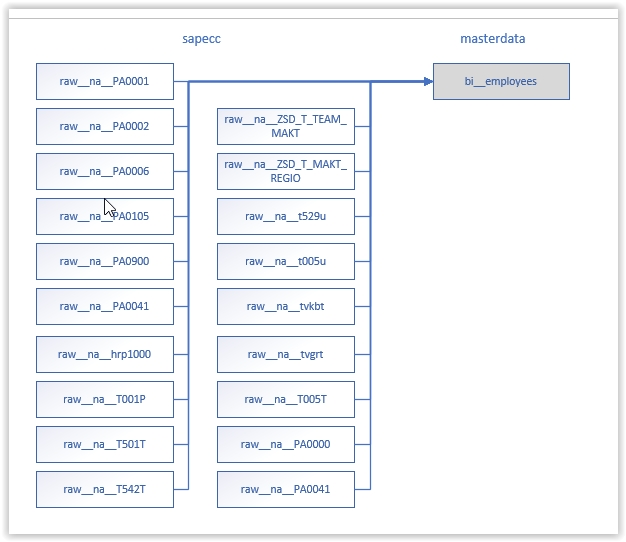 sapecc
masterdata
raw__na__PA0001
bi__employees
raw__na__PA0002
raw__na__ZSD_T_TEAM_
MAKT
raw__na__PA0006
raw__na__ZSD_T_MAKT_
REGIO
raw__na__PA0105
raw__na__t529u
raw__na__PA0900
raw__na__t005u
raw__na__PA0041
raw__na__tvkbt
raw__na__hrp1000
raw__na__tvgrt
raw__na__T001P
raw__na__T005T
raw__na__T501T
raw__na__PA0000
raw__na__T542T
raw__na__PA0041